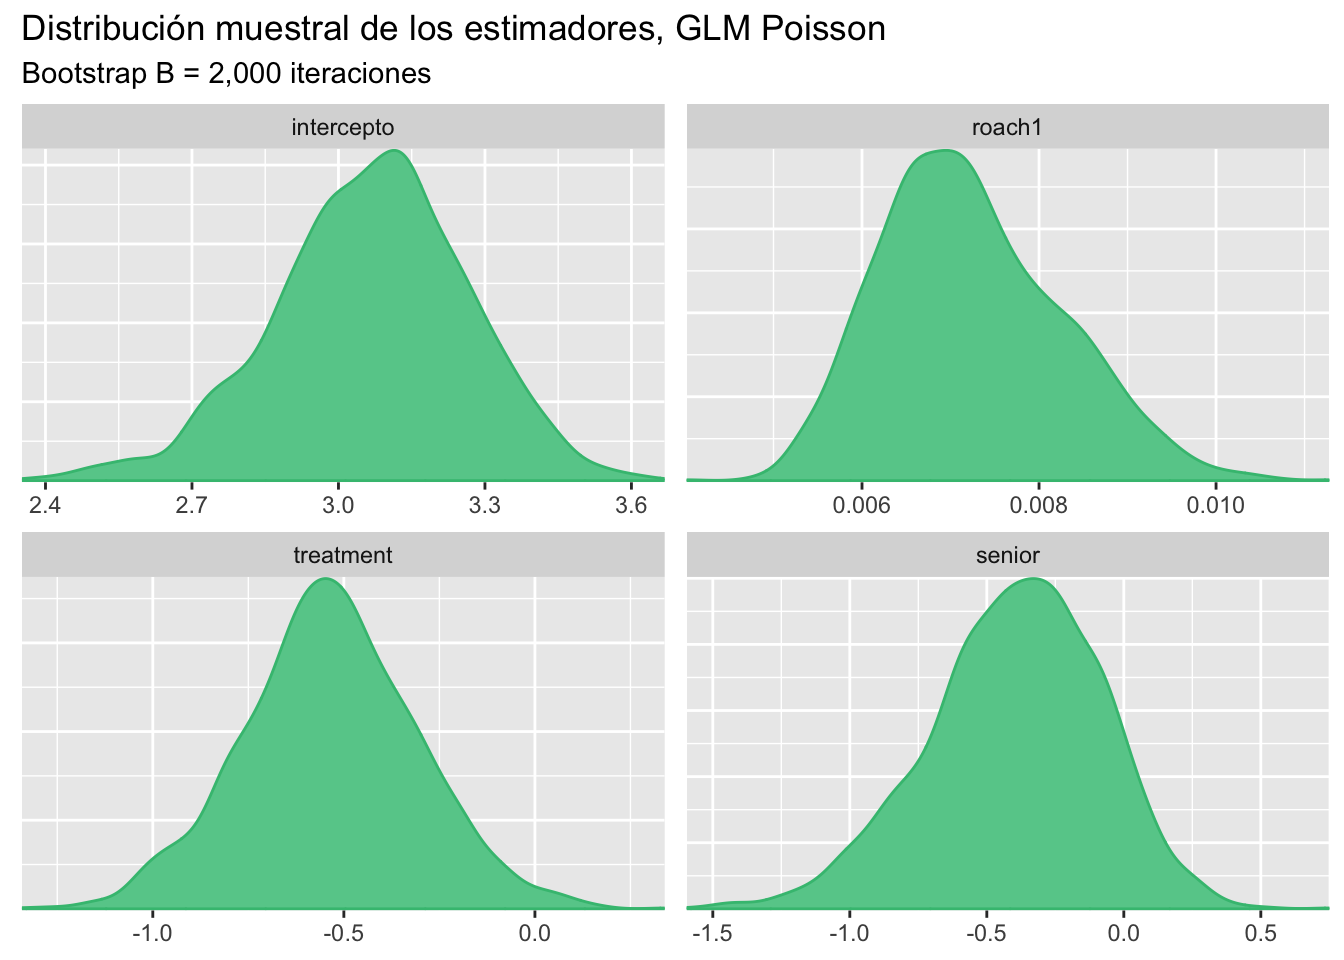 Distribución muestral de los estimadores, GLM Poisson
Bootstrap B = 2,000 iteraciones
intercepto
roach1
2.4 2.7 3.0 3.3 3.6
0.006 0.008 0.010
treatment
senior
-1.0 -0.5 0.0
-1.5 -1.0 -0.5 0.0 0.5